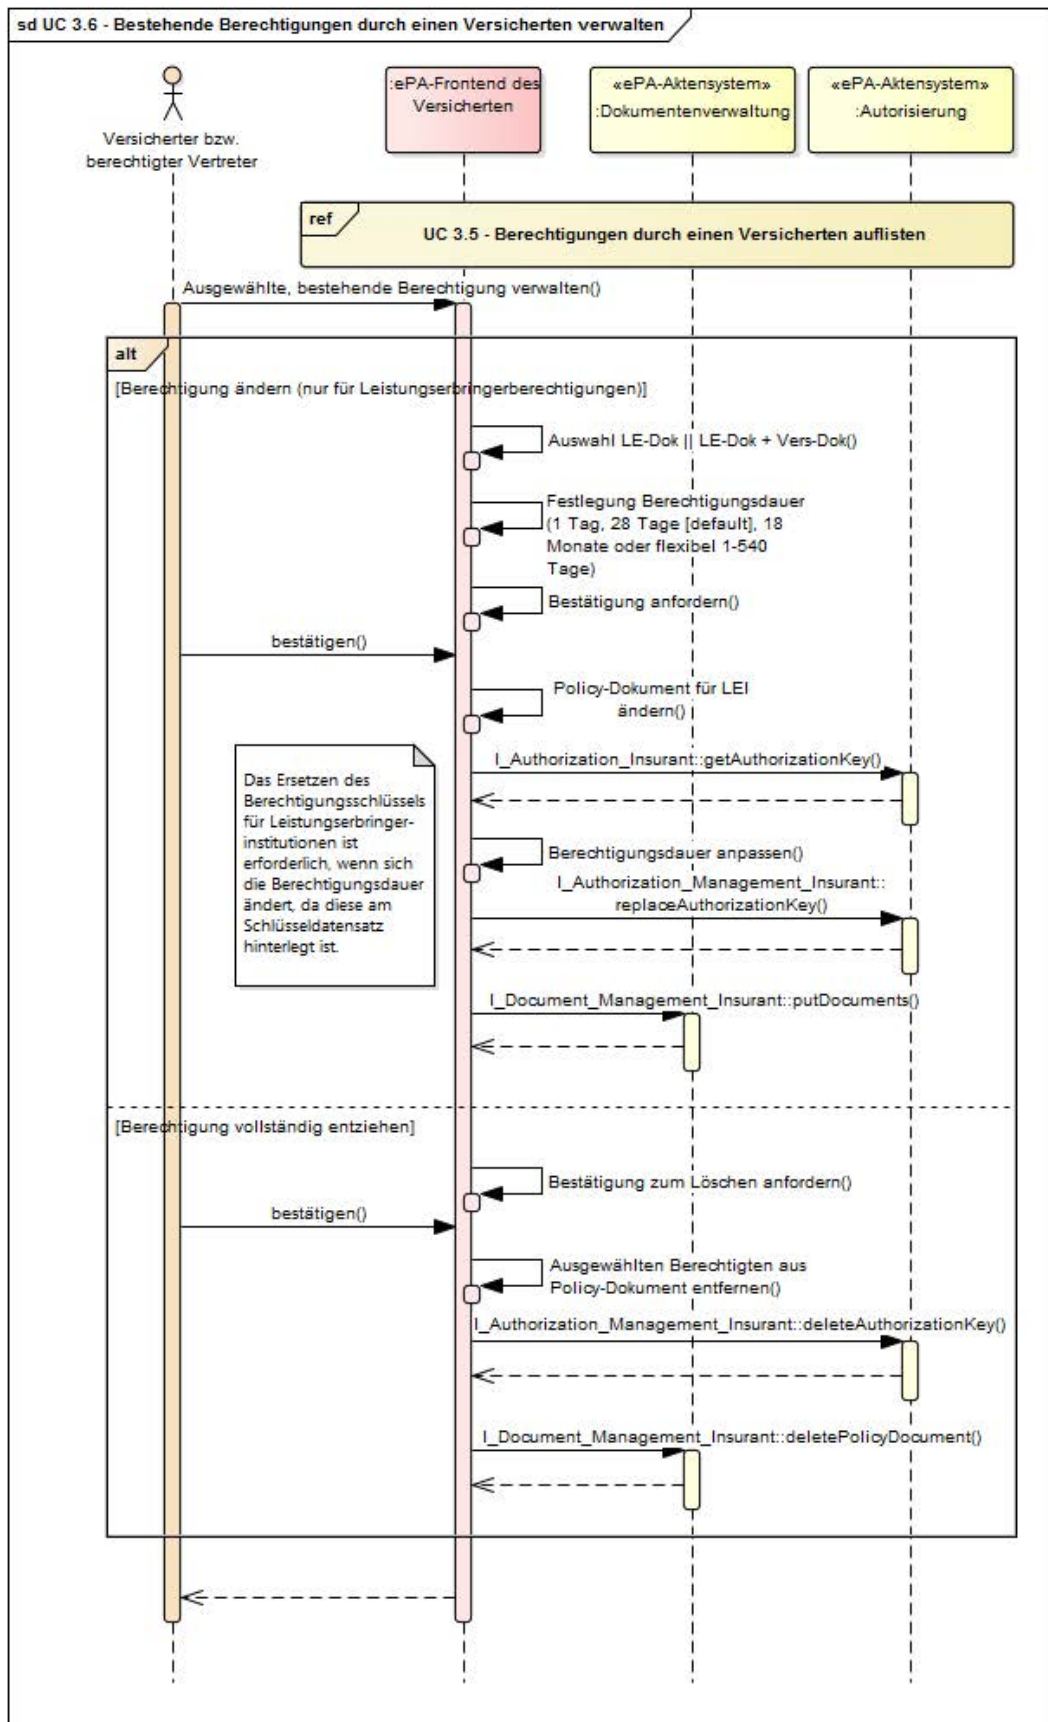 sd UC 3.6 - Bestehende Berechtigungen durch einen Versicherten verwalten
Versicherter bzw.
berechtigter Vertreter
:ePA-Frontend des
Versicherten
«ePA-Aktensystem»
:Dokumentenverwaltung
«ePA-Aktensystem»
:Autorisierung
ref
UC 3.5 - Berechtigungen durch einen Versicherten auflisten
Ausgewählte, bestehende Berechtigung verwalten()
alt
[Berechtigung ändern (nur für Leistungserbringerberechtigungen)]
Auswahl LE-Dok || LE-Dok + Vers-Dok()
Festlegung Berechtigungsdauer
(1 Tag, 28 Tage [default], 18
Monate oder flexibel 1-540
Tage)
Bestätigung anfordern()
bestätigen()
Policy-Dokument für LEI
ändern()
I_Authorization_Insurant::getAuthorizationKey()
Das Ersetzen des
Berechtigungsschlüssels
für Leistungserbringer-
institutionen ist
erforderlich, wenn sich
die Berechtigungsdauer
ändert, da diese am
Schlüsseldatensatz
hinterlegt ist.
Berechtigungsdauer anpassen()
I_Authorization_Management_Insurant::
replaceAuthorizationKey()
I_Document_Management_Insurant::putDocuments()
[Berechtigung vollständig entziehen]
Bestätigung zum Löschen anfordern()
bestätigen()
Ausgewählten Berechtigten aus
Policy-Dokument entfernen()
I_Authorization_Management_Insurant::deleteAuthorizationKey()
I_Document_Management_Insurant::deletePolicyDocument()